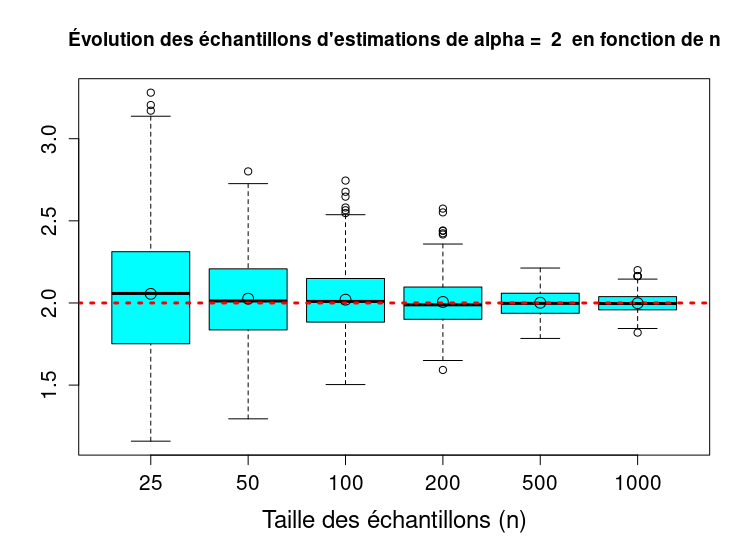 Évolution des échantillons d'estimations de alpha =  2  en fonction de n
3.0
2.5
2.0
1.5
25 50 100 200 500 1000
Taille des échantillons (n)